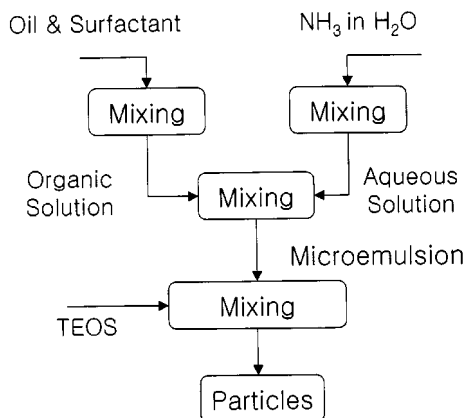 Oil & Surfactant
NH₃ in H₂O
Mixing
Mixing
Organic
Solution
Mixing
Aqueous
Solution
Microemulsion
TEOS
Mixing
Particles